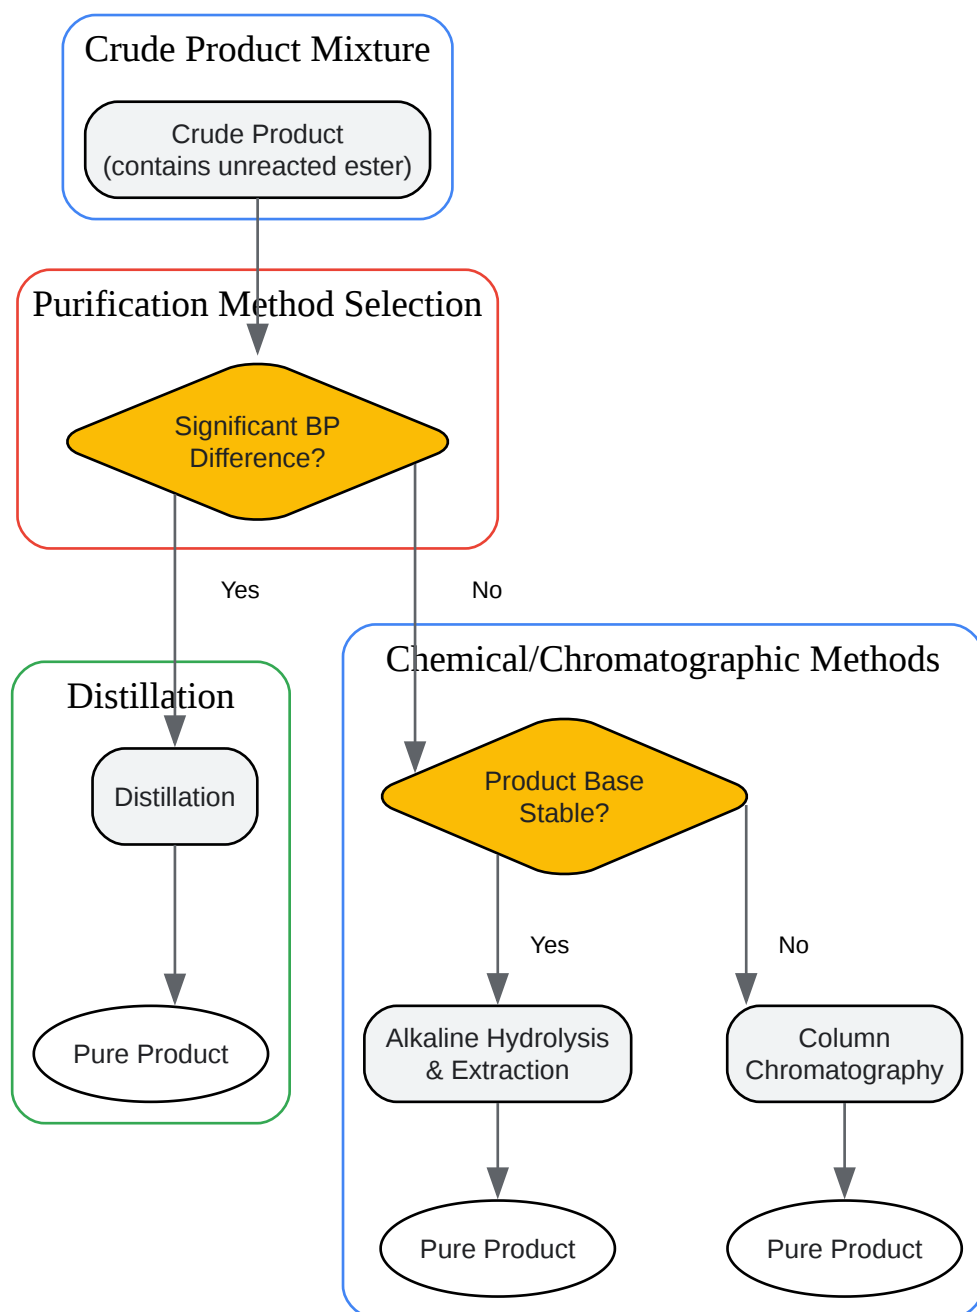 Crude Product Mixture
Crude Product
(contains unreacted ester)
Purification Method Selection
Significant BP
Difference?
Yes
No
Distillation
Distillation
Pure Product
Chemical/Chromatographic Methods
Product Base
Stable?
Yes
No
Alkaline Hydrolysis
& Extraction
Column
Chromatography
Pure Product
Pure Product